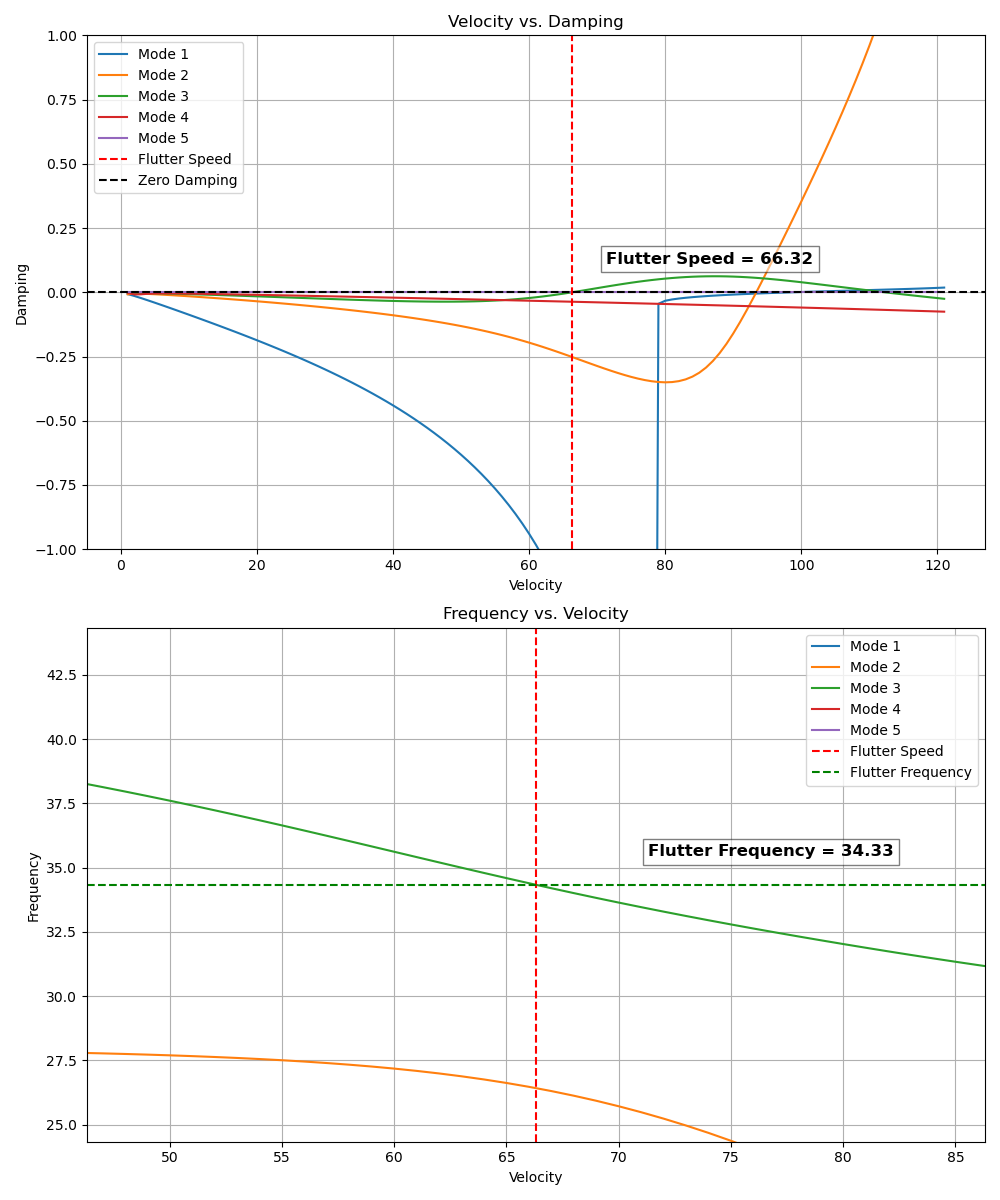 Velocity vs. Damping
Damping
1.00
0.75
0.50
0.25
0.00
−0.25
−0.50
−0.75
−1.00
Mode 1
Mode 2
Mode 3
Mode 4
Mode 5
Flutter Speed
Zero Damping
Flutter Speed = 66.32
0 20 40 60 80 100 120
Velocity
Frequency vs. Velocity
Frequency
42.5
40.0
37.5
35.0
32.5
30.0
27.5
25.0
Mode 1
Mode 2
Mode 3
Mode 4
Mode 5
Flutter Speed
Flutter Frequency
Flutter Frequency = 34.33
50 55 60 65 70 75 80 85
Velocity